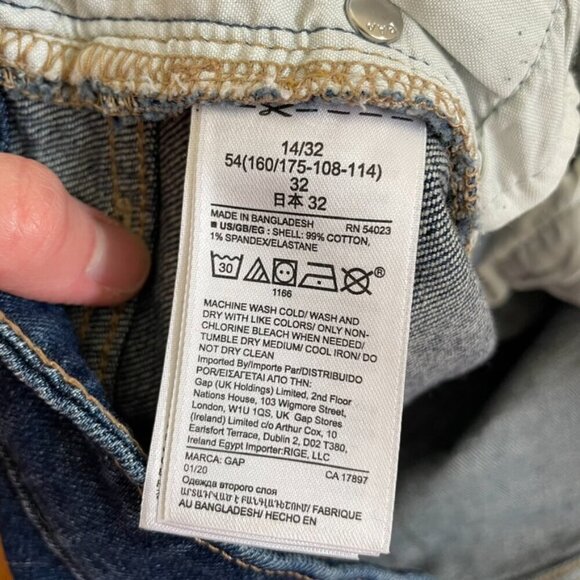 14/32
54(160/175-108-114)
32
日本 32
MADE IN BANGLADESH RN 54023
■ US/GB/EG : SHELL: 99% COTTON,
1% SPANDEX/ELASTANE
30
®
1166
MACHINE WASH COLD/ WASH AND
DRY WITH LIKE COLORS/ ONLY NON-
CHLORINE BLEACH WHEN NEEDED/
TUMBLE DRY MEDIUM/ COOL IRON/ DO
NOT DRY CLEAN
Imported By/Importe Par/DISTRIBUIDO
POR/ΕΙΣΑΓΕΤΑΙ ΑΠΟ ΤΗΝ:
Gap (UK Holdings) Limited, 2nd Floor
Nations House, 103 Wigmore Street,
London, W1U 1QS, UK Gap Stores
(Ireland) Limited c/o Arthur Cox, 10
Earlsfort Terrace, Dublin 2, D02 T380,
Ireland Egypt Importer:RIGE, LLC
MARCA: GAP CA 17897
01/20
Одежда второго слоя
ԱՐՏԱԴՐՎԱԾ Է ԲԱՆԳԼԱԴԵՇՈՒՄ/
AU BANGLADESH/ HECHO EN